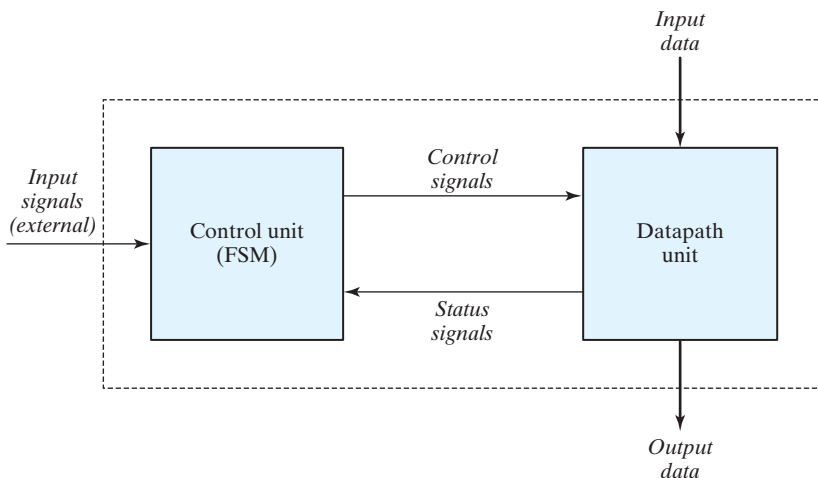 Input
data
Input
signals
(external)
Control unit
(FSM)
Control
signals
Status
signals
Datapath
unit
Output
data